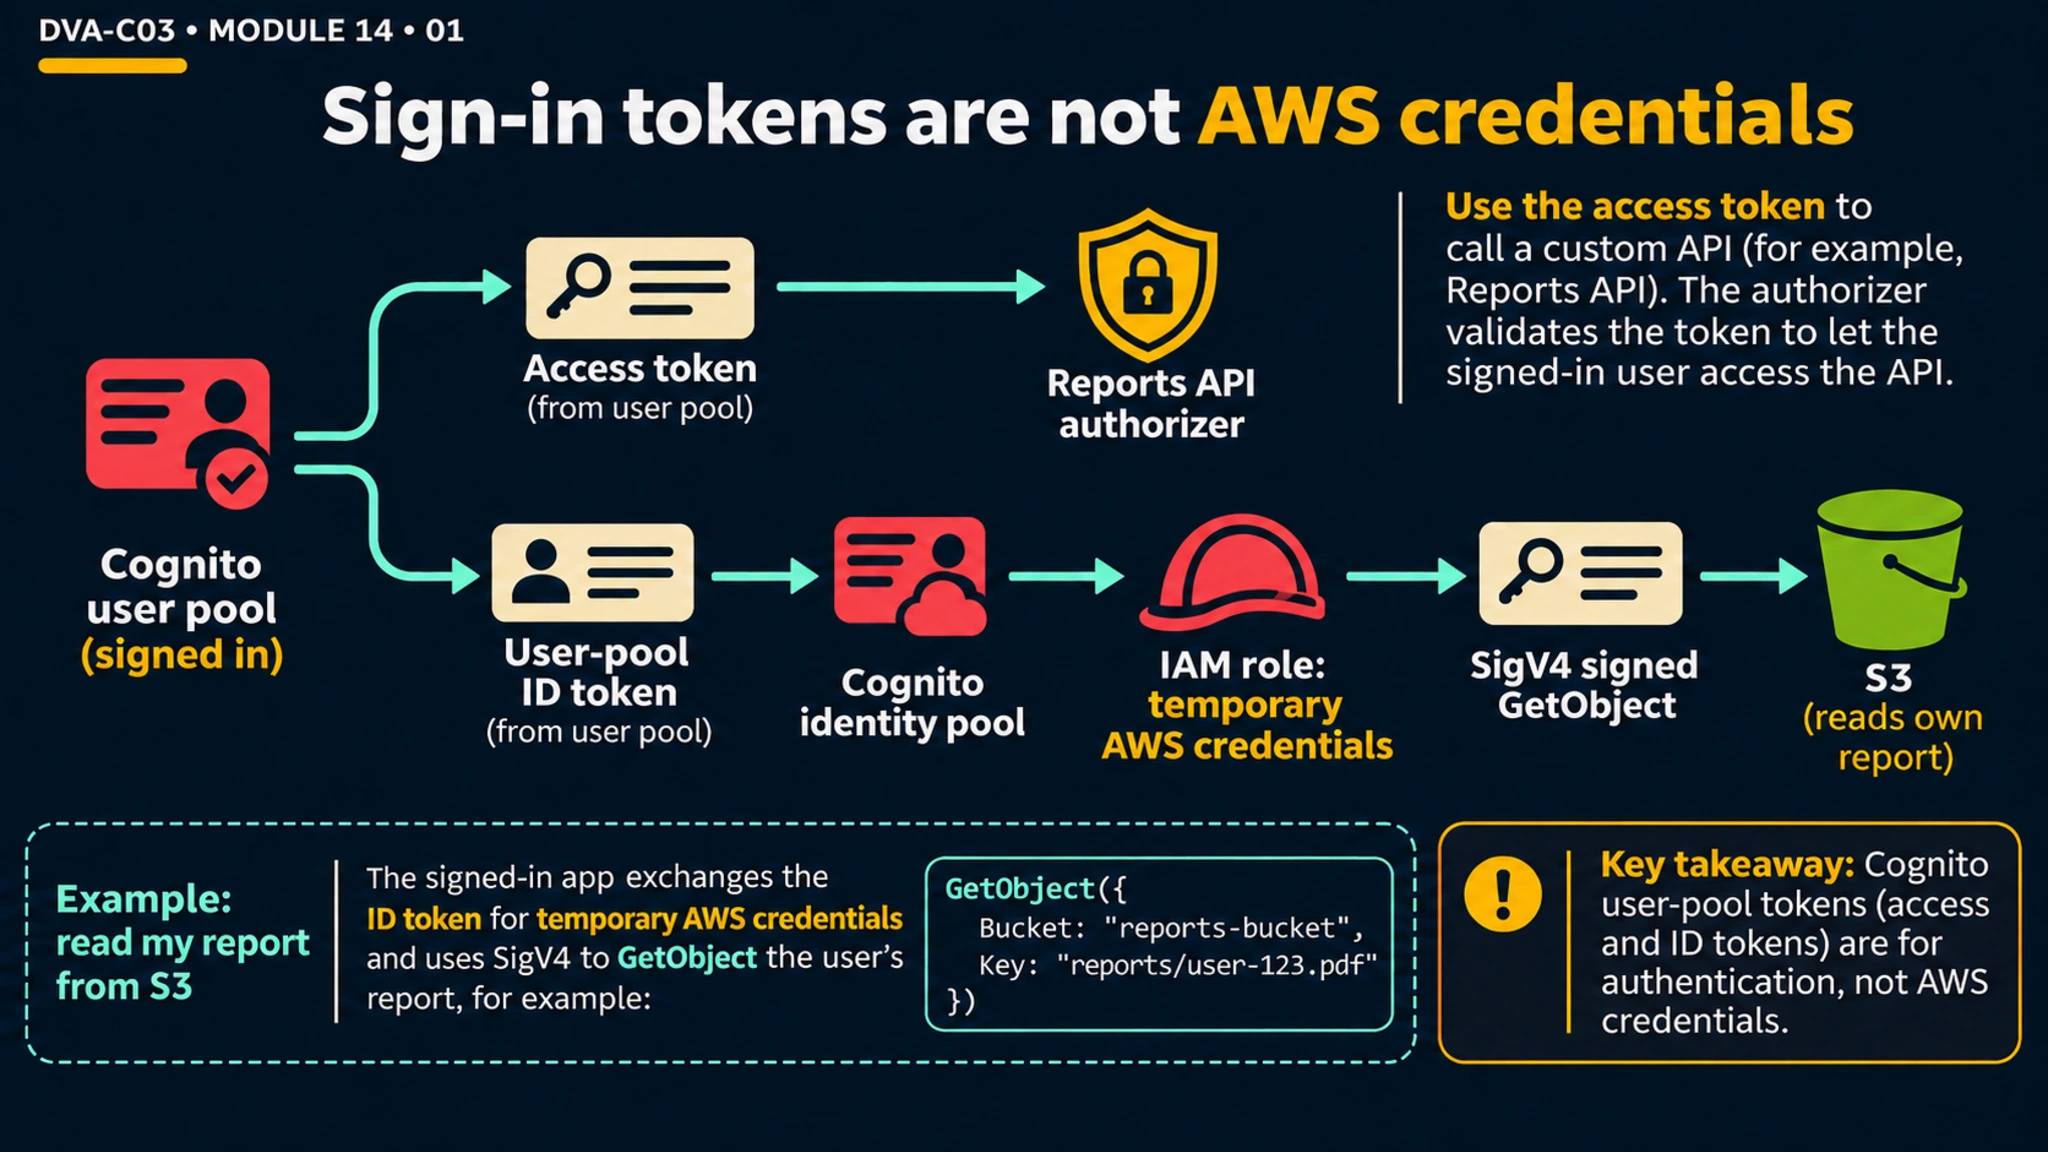 DVA-C03 • MODULE 14 • 01
Sign-in tokens are not AWS credentials
Use the access token to
call a custom API (for example,
Reports API). The authorizer
validates the token to let the
signed-in user access the API.
Access token
(from user pool)
Reports API
authorizer
Cognito
user pool
(signed in)
User-pool
ID token
(from user pool)
Cognito
identity pool
IAM role:
temporary
AWS credentials
SigV4 signed
GetObject
S3
(reads own
report)
Example:
read my report
from S3
The signed-in app exchanges the
ID token for temporary AWS credentials
and uses SigV4 to GetObject the user's
report, for example:
GetObject({
  Bucket: "reports-bucket",
  Key: "reports/user-123.pdf"
})
Key takeaway: Cognito
user-pool tokens (access
and ID tokens) are for
authentication, not AWS
credentials.